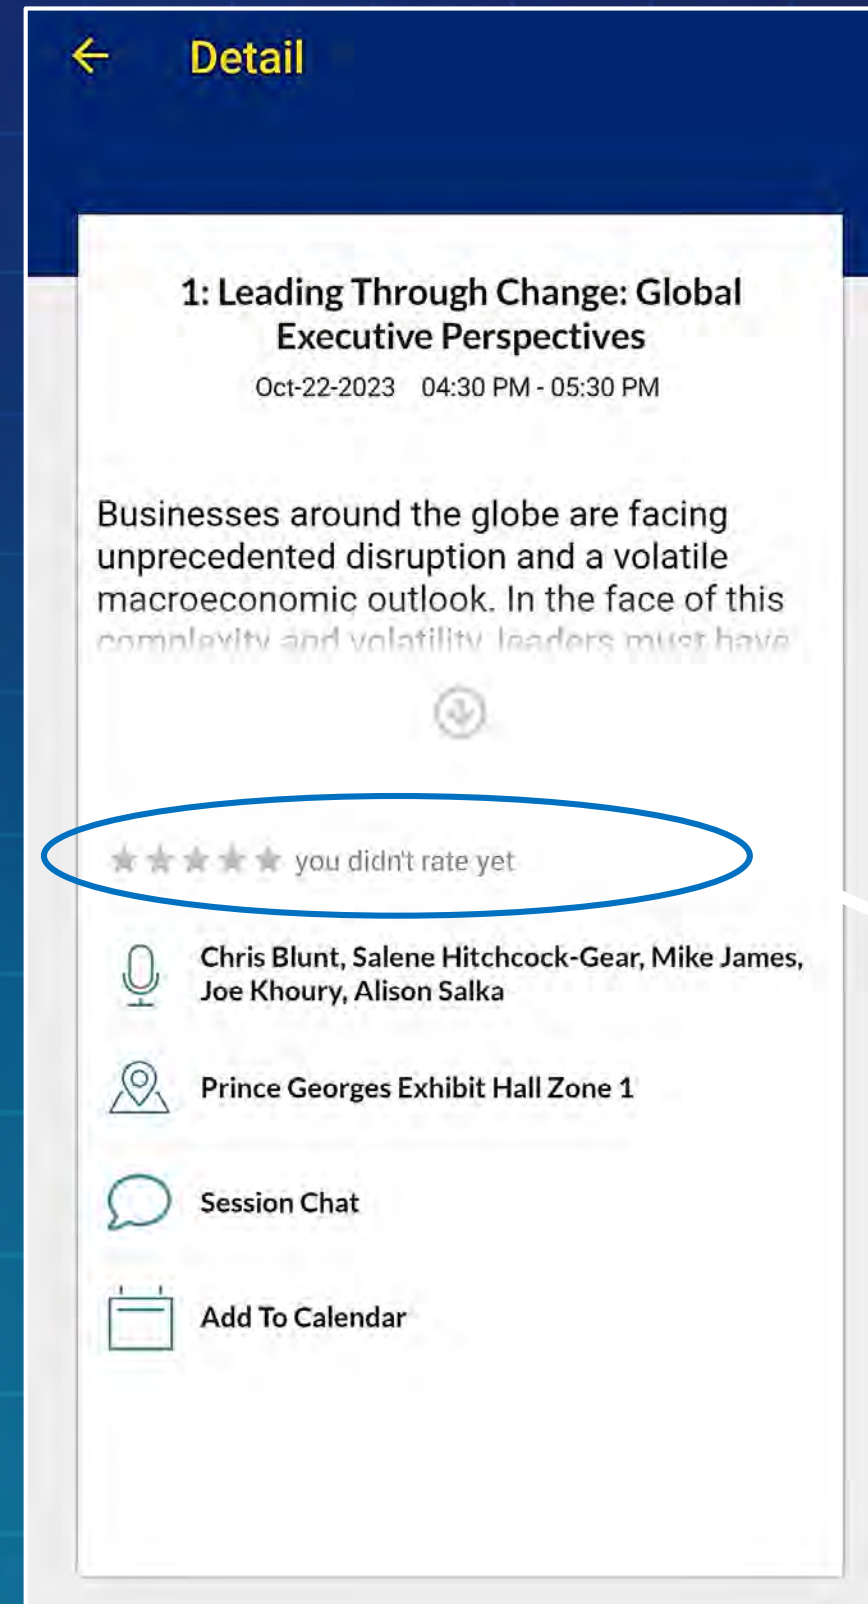 Detail
1: Leading Through Change: Global
Executive Perspectives
Oct-22-2023 04:30 PM - 05:30 PM
Businesses around the globe are facing
unprecedented disruption and a volatile
macroeconomic outlook. In the face of this
complexity and volatility, leaders must have
you didn't rate yet
Chris Blunt, Salene Hitchcock-Gear, Mike James,
Joe Khoury, Alison Salka
Prince Georges Exhibit Hall Zone 1
Session Chat
Add To Calendar